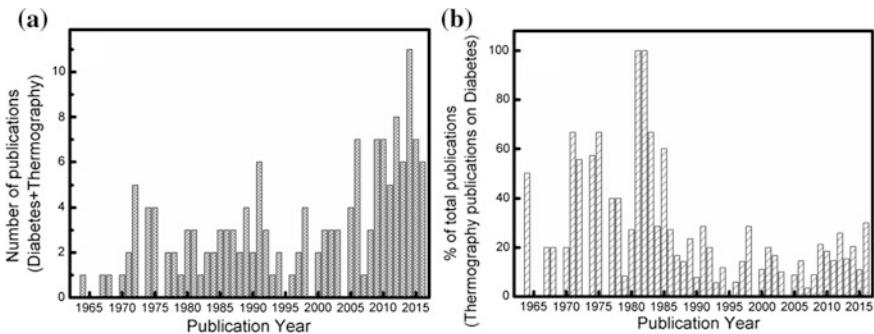 (a)
Number of publications
(Diabetes+Thermography)
10
8
6
4
2
0
1965 1970 1975 1980 1985 1990 1995 2000 2005 2010 2015
Publication Year
(b)
% of total publications
(Thermography publications on Diabetes)
100
80
60
40
20
0
1965 1970 1975 1980 1985 1990 1995 2000 2005 2010 2015
Publication Year